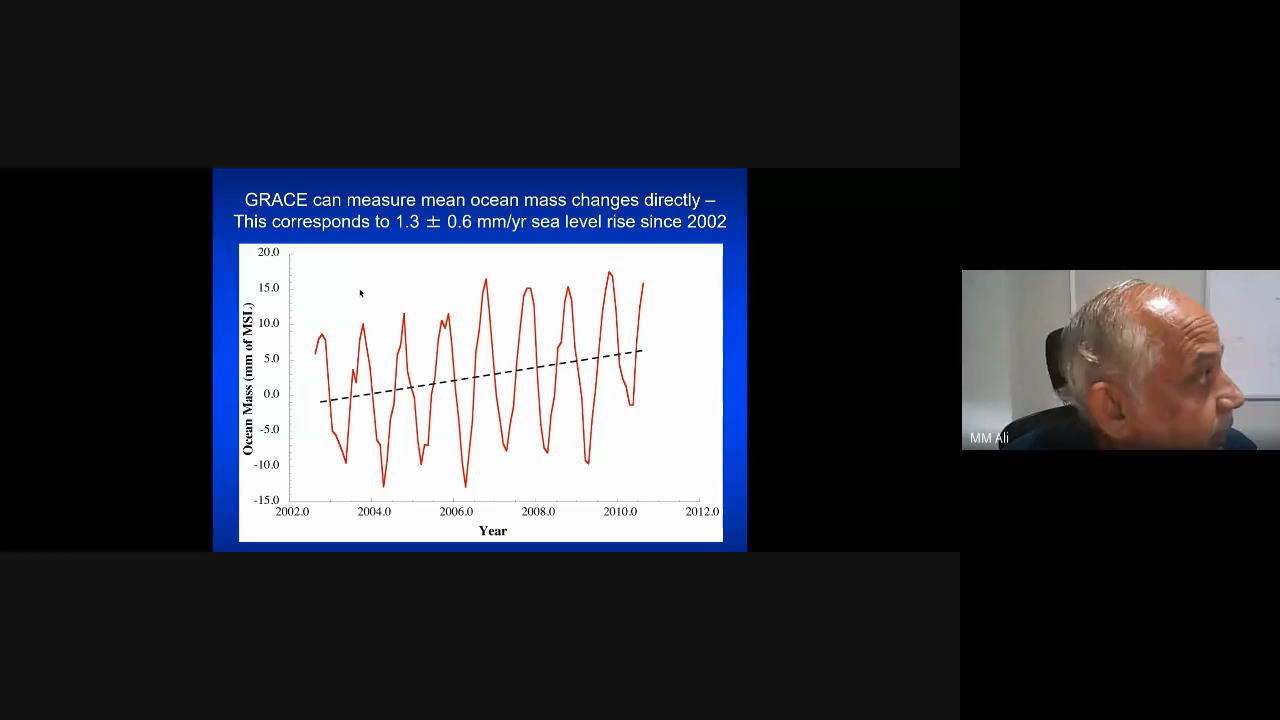 GRACE can measure mean ocean mass changes directly –
This corresponds to 1.3 ± 0.6 mm/yr sea level rise since 2002
20.0
15.0
10.0
5.0
0.0
-5.0
-10.0
-15.0
Ocean Mass (mm of MSL)
2002.0 2004.0 2006.0 2008.0 2010.0 2012.0
Year
MM Ali